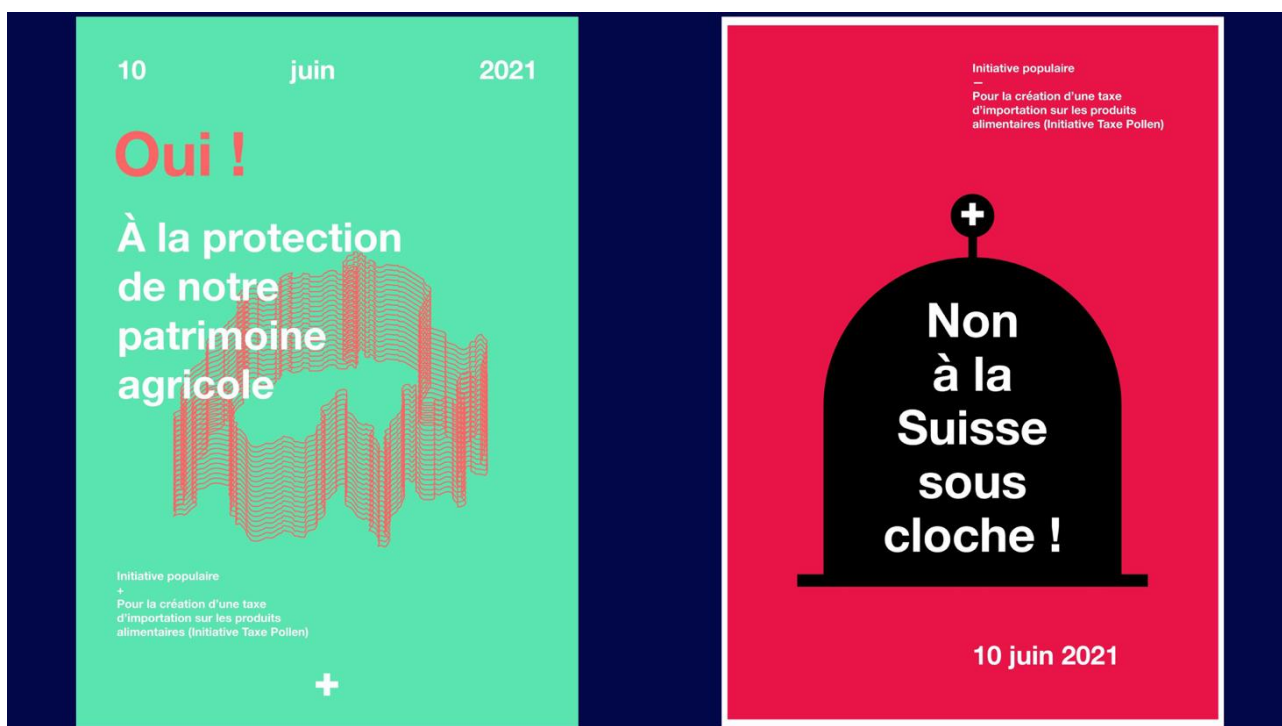 10 juin 2021
Oui !
À la protection
de notre
patrimoine
agricole
Initiative populaire
+
Pour la création d'une taxe
d'importation sur les produits
alimentaires (Initiative Taxe Pollen)
Initiative populaire
—
Pour la création d'une taxe
d'importation sur les produits
alimentaires (Initiative Taxe Pollen)
Non
à la
Suisse
sous
cloche !
10 juin 2021